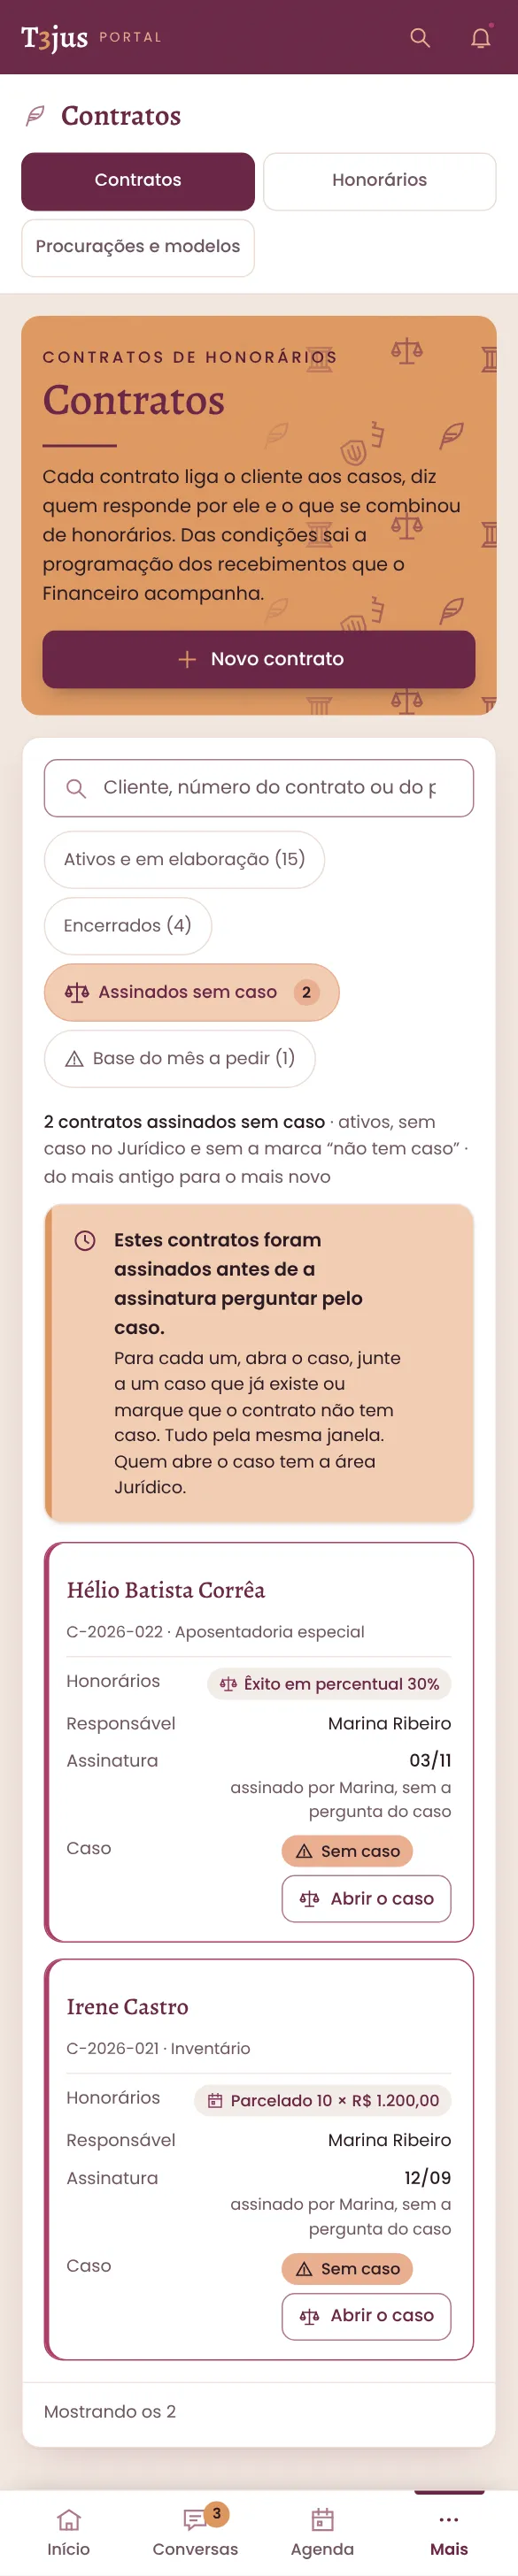 T3jus PORTAL
Contratos
Contratos
Honorários
Procurações e modelos
CONTRATOS DE HONORÁRIOS
Contratos
Cada contrato liga o cliente aos casos, diz
quem responde por ele e o que se combinou
de honorários. Das condições sai a
programação dos recebimentos que o
Financeiro acompanha.
Novo contrato
Cliente, número do contrato ou do p
Ativos e em elaboração (15)
Encerrados (4)
Assinados sem caso 2
Base do mês a pedir (1)
2 contratos assinados sem caso · ativos, sem
caso no Jurídico e sem a marca “não tem caso” ·
do mais antigo para o mais novo
Estes contratos foram
assinados antes de a
assinatura perguntar pelo
caso.
Para cada um, abra o caso, junte
a um caso que já existe ou
marque que o contrato não tem
caso. Tudo pela mesma janela.
Quem abre o caso tem a área
Jurídico.
Hélio Batista Corrêa
C-2026-022 · Aposentadoria especial
Honorários Êxito em percentual 30%
Responsável Marina Ribeiro
Assinatura 03/11
assinado por Marina, sem a
pergunta do caso
Caso Sem caso
Abrir o caso
Irene Castro
C-2026-021 · Inventário
Honorários Parcelado 10 × R$ 1.200,00
Responsável Marina Ribeiro
Assinatura 12/09
assinado por Marina, sem a
pergunta do caso
Caso Sem caso
Abrir o caso
Mostrando os 2
3
Início Conversas Agenda Mais